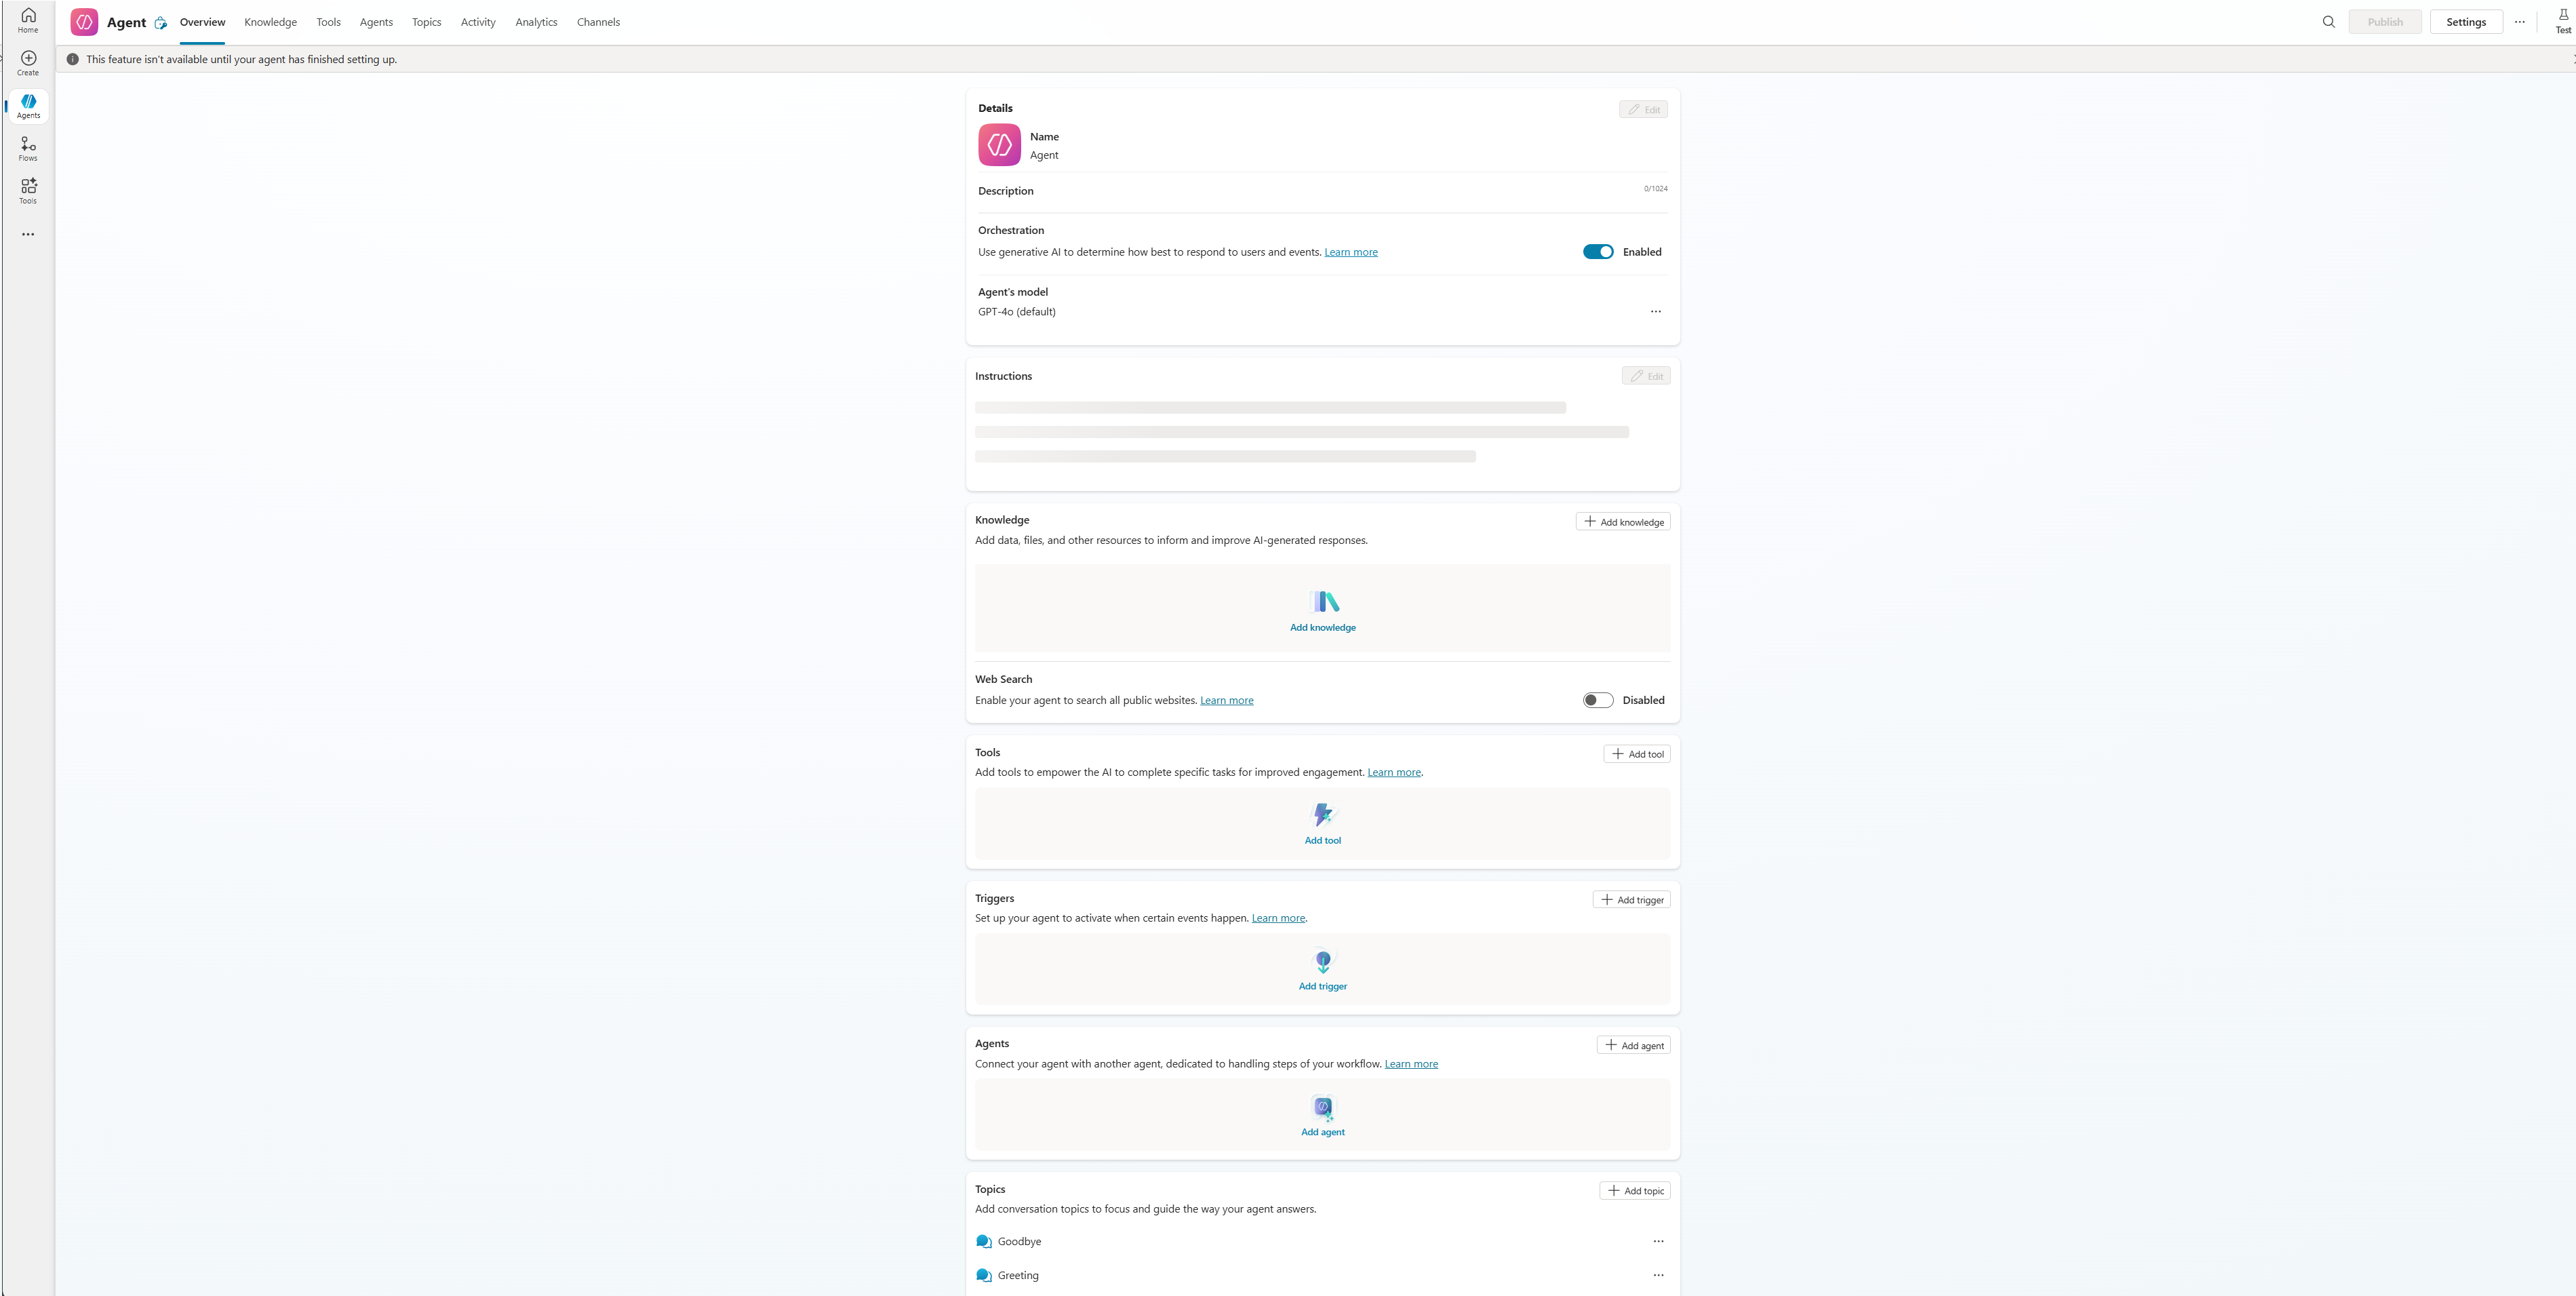 Home
Create
Agents
Flows
Tools
Agent
Overview
Knowledge
Tools
Agents
Topics
Activity
Analytics
Channels
Publish
Settings
Test
This feature isn't available until your agent has finished setting up.
Details
Edit
Name
Agent
Description
0/1024
Orchestration
Use generative AI to determine how best to respond to users and events. Learn more
Enabled
Agent's model
GPT-4o (default)
Instructions
Edit
Knowledge
Add knowledge
Add data, files, and other resources to inform and improve AI-generated responses.
Add knowledge
Web Search
Enable your agent to search all public websites. Learn more
Disabled
Tools
Add tool
Add tools to empower the AI to complete specific tasks for improved engagement. Learn more.
Add tool
Triggers
Add trigger
Set up your agent to activate when certain events happen. Learn more.
Add trigger
Agents
Add agent
Connect your agent with another agent, dedicated to handling steps of your workflow. Learn more
Add agent
Topics
Add topic
Add conversation topics to focus and guide the way your agent answers.
Goodbye
Greeting